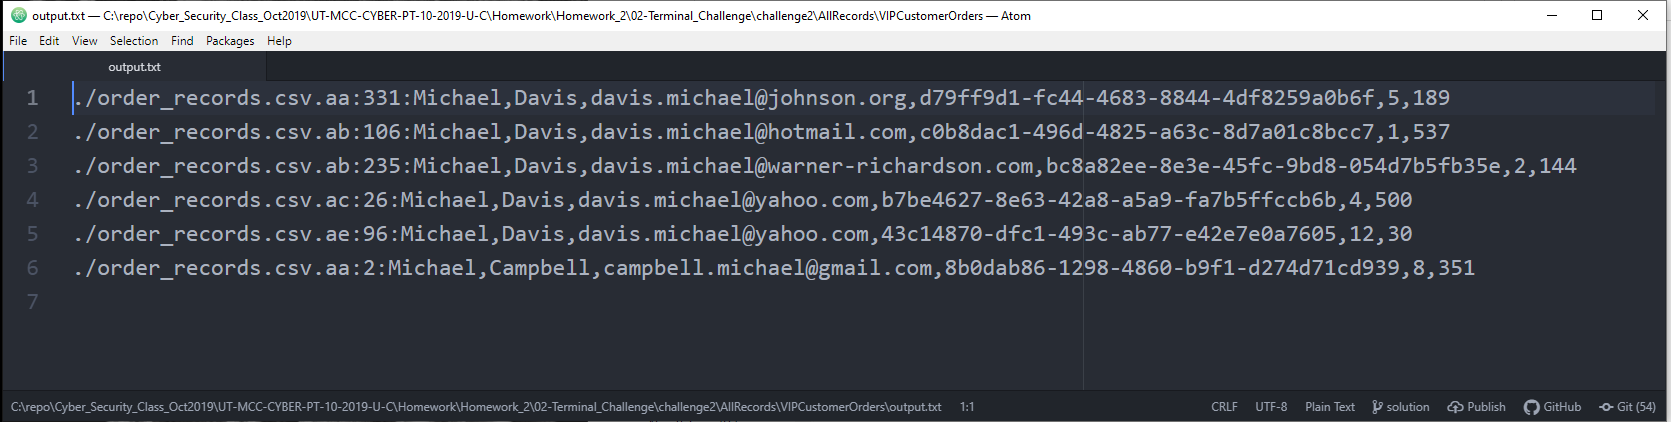 output.txt — C:\repo\Cyber_Security_Class_Oct2019\UT-MCC-CYBER-PT-10-2019-U-C\Homework\Homework_2\02-Terminal_Challenge\challenge2\AllRecords\VIPCustomerOrders — Atom
File Edit View Selection Find Packages Help
output.txt
1 ./order_records.csv.aa:331:Michael,Davis,davis.michael@johnson.org,d79ff9d1-fc44-4683-8844-4df8259a0b6f,5,189
2 ./order_records.csv.ab:106:Michael,Davis,davis.michael@hotmail.com,c0b8dac1-496d-4825-a63c-8d7a01c8bcc7,1,537
3 ./order_records.csv.ab:235:Michael,Davis,davis.michael@warner-richardson.com,bc8a82ee-8e3e-45fc-9bd8-054d7b5fb35e,2,144
4 ./order_records.csv.ac:26:Michael,Davis,davis.michael@yahoo.com,b7be4627-8e63-42a8-a5a9-fa7b5ffccb6b,4,500
5 ./order_records.csv.ae:96:Michael,Davis,davis.michael@yahoo.com,43c14870-dfc1-493c-ab77-e42e7e0a7605,12,30
6 ./order_records.csv.aa:2:Michael,Campbell,campbell.michael@gmail.com,8b0dab86-1298-4860-b9f1-d274d71cd939,8,351
7
C:\repo\Cyber_Security_Class_Oct2019\UT-MCC-CYBER-PT-10-2019-U-C\Homework\Homework_2\02-Terminal_Challenge\challenge2\AllRecords\VIPCustomerOrders\output.txt 1:1 CRLF UTF-8 Plain Text solution Publish GitHub Git (54)